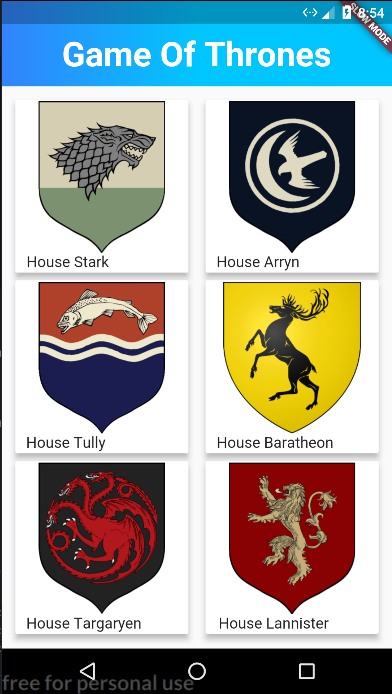 8:54
SLOW MODE
Game Of Thrones
House Stark
House Arryn
House Tully
House Baratheon
House Targaryen
House Lannister
free for personal use